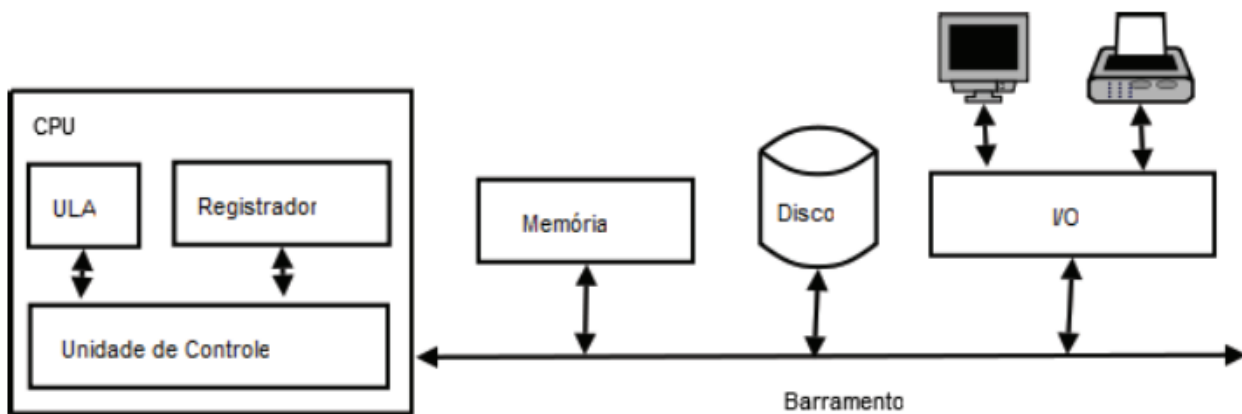 CPU
ULA
Registrador
Unidade de Controle
Memória
Disco
I/O
Barramento